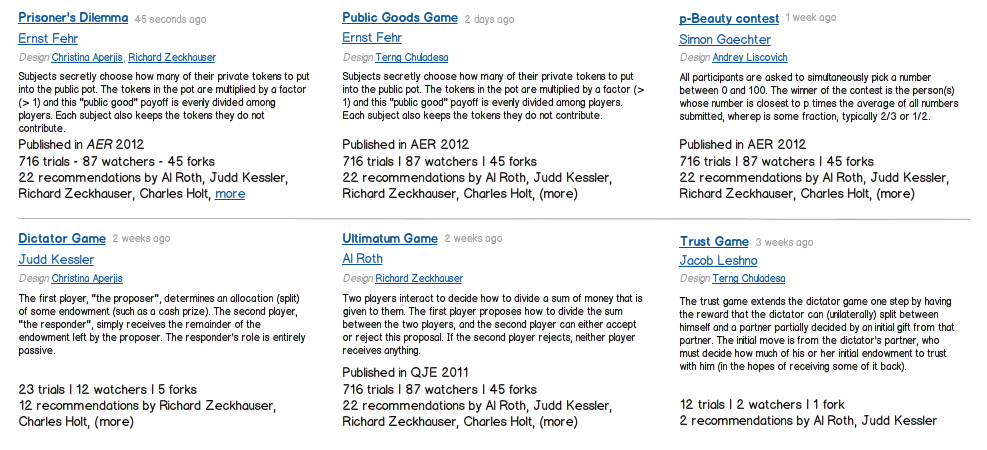 Prisoner's Dilemma 45 seconds ago
Ernst Fehr
Design Christina Aperjis, Richard Zeckhauser
Subjects secretly choose how many of their private tokens to put
into the public pot. The tokens in the pot are multiplied by a factor
(> 1) and this "public good" payoff is evenly divided among
players. Each subject also keeps the tokens they do not
contribute.
Published in AER 2012
716 trials - 87 watchers - 45 forks
22 recommendations by Al Roth, Judd Kessler,
Richard Zeckhauser, Charles Holt, more
Public Goods Game 2 days ago
Ernst Fehr
Design Terng Chuladesa
Subjects secretly choose how many of their private tokens to put
into the public pot. The tokens in the pot are multiplied by a factor (>
1) and this "public good" payoff is evenly divided among players.
Each subject also keeps the tokens they do not contribute.
Published in AER 2012
716 trials | 87 watchers | 45 forks
22 recommendations by Al Roth, Judd Kessler,
Richard Zeckhauser, Charles Holt, (more)
p-Beauty contest 1 week ago
Simon Gaechter
Design Andrey Liscovich
All participants are asked to simultaneously pick a number
between 0 and 100. The winner of the contest is the person(s)
whose number is closest to p times the average of all numbers
submitted, wherep is some fraction, typically 2/3 or 1/2.
Published in AER 2012
716 trials | 87 watchers | 45 forks
22 recommendations by Al Roth, Judd Kessler,
Richard Zeckhauser, Charles Holt, (more)
Dictator Game 2 weeks ago
Judd Kessler
Design Christina Aperjis
The first player, "the proposer", determines an allocation (split)
of some endowment (such as a cash prize). The second player,
"the responder", simply receives the remainder of the
endowment left by the proposer. The responder's role is entirely
passive.
23 trials | 12 watchers | 5 forks
12 recommendations by Richard Zeckhauser,
Charles Holt, (more)
Ultimatum Game 2 weeks ago
Al Roth
Design Richard Zeckhauser
Two players interact to decide how to divide a sum of money that is
given to them. The first player proposes how to divide the sum
between the two players, and the second player can either accept
or reject this proposal. If the second player rejects, neither player
receives anything.
Published in QJE 2011
716 trials | 87 watchers | 45 forks
22 recommendations by Al Roth, Judd Kessler,
Richard Zeckhauser, Charles Holt, (more)
Trust Game 3 weeks ago
Jacob Leshno
Design Terng Chuladesa
The trust game extends the dictator game one step by having
the reward that the dictator can (unilaterally) split between
himself and a partner partially decided by an initial gift from that
partner. The initial move is from the dictator's partner, who
must decide how much of his or her initial endowment to trust
with him (in the hopes of receiving some of it back).
12 trials | 2 watchers | 1 fork
2 recommendations by Al Roth, Judd Kessler